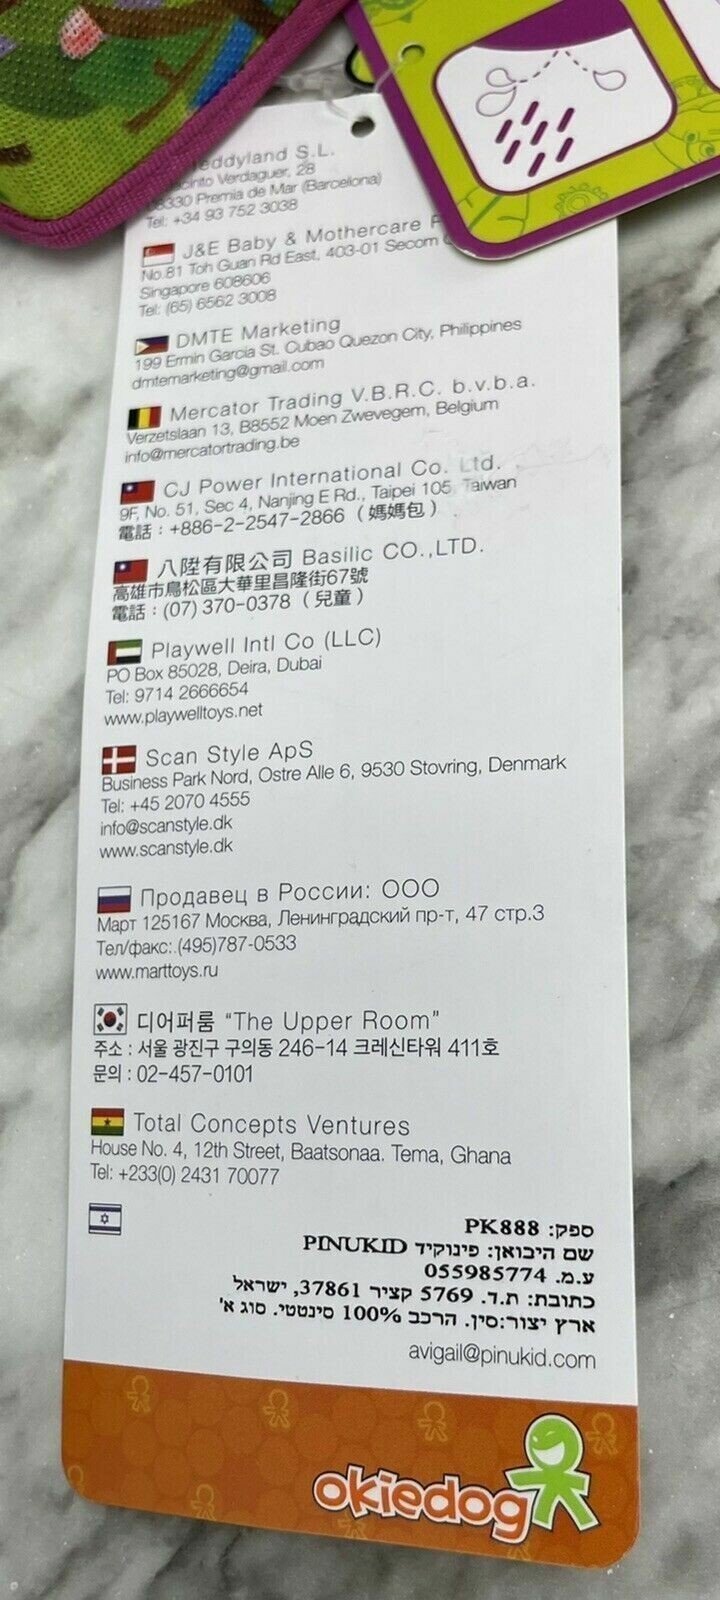 eddyland S.L.
Verdaguer, 28
Premia de Mar (Barcelona)
Tel: +34 93 752 3038
J&E Baby & Mothercare
No.81 Toh Guan Rd East, 403-01 Secom
Singapore 608606
Tel: (65) 6562 3008
DMTE Marketing
199 Ermin Garcia St. Cubao Quezon City, Philippines
dmtemarketing@gmail.com
Mercator Trading V.B.R.C. b.v.b.a.
Verzetslaan 13, B8552 Moen Zwevegem, Belgium
info@mercatortrading.be
CJ Power International Co. Ltd.
9F, No. 51, Sec 4, Nanjing E Rd., Taipei 105 Taiwan
電話：+886-2-2547-2866（媽媽包）
八陞有限公司 Basilic CO.,LTD.
高雄市鳥松區大華里昌隆街67號
電話：(07) 370-0378（兒童）
Playwell Intl Co (LLC)
PO Box 85028, Deira, Dubai
Tel: 9714 2666654
www.playwelltoys.net
Scan Style ApS
Business Park Nord, Ostre Alle 6, 9530 Stovring, Denmark
Tel: +45 2070 4555
info@scanstyle.dk
www.scanstyle.dk
Продавец в России: ООО
Март 125167 Москва, Ленинградский пр-т, 47 стр.3
Тел/факс:.(495)787-0533
www.marttoys.ru
디어퍼룸 "The Upper Room"
주소 : 서울 광진구 구의동 246-14 크레신타워 411호
문의 : 02-457-0101
Total Concepts Ventures
House No. 4, 12th Street, Baatsonaa. Tema, Ghana
Tel: +233(0) 2431 70077
ספק: PK888
שם היבואן: פינוקיד PINUKID
ע.מ. 055985774
כתובת: ת.ד. 5769 קציר 37861, ישראל
ארץ יצור:סין. הרכב 100% סינטטי. סוג א'
avigail@pinukid.com
okiedog